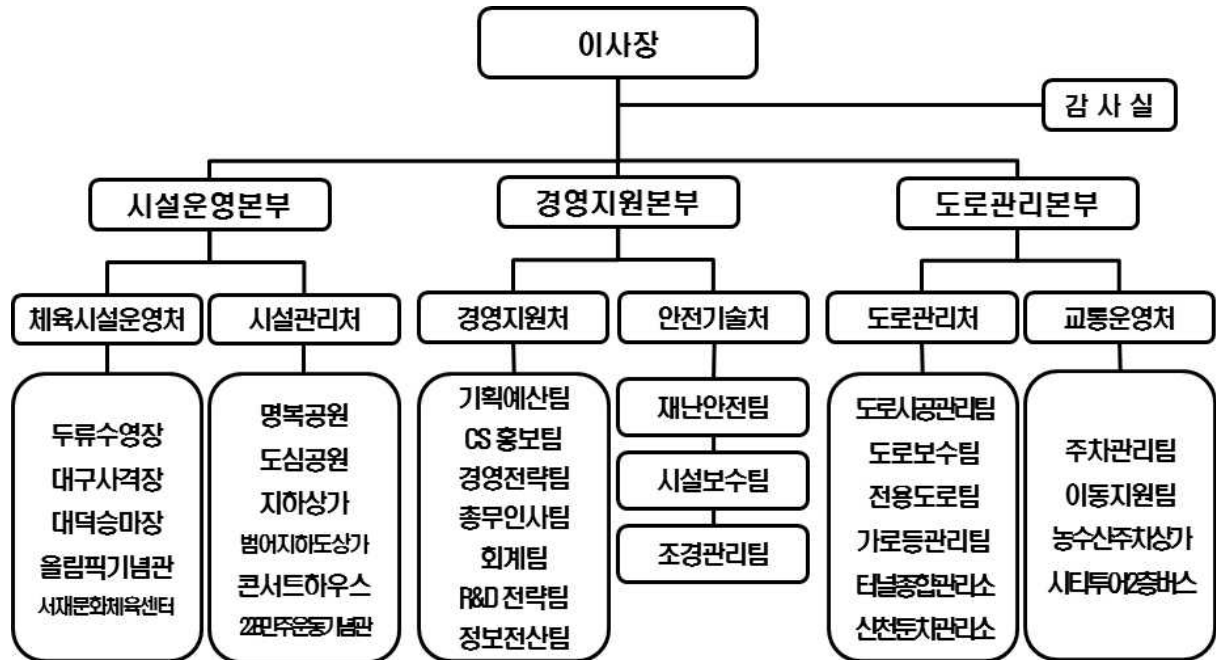 이사장
감 사 실
시설운영본부
경영지원본부
도로관리본부
체육시설운영처
시설관리처
경영지원처
안전기술처
도로관리처
교통운영처
두류수영장
대구사격장
대덕승마장
올림픽기념관
서재문화체육센터
명복공원
도심공원
지하상가
범어지하도상가
콘서트하우스
2.28민주운동기념관
기획예산팀
CS 홍보팀
경영전략팀
총무인사팀
회계팀
R&D 전략팀
정보전산팀
재난안전팀
시설보수팀
조경관리팀
도로시공관리팀
도로보수팀
전용도로팀
가로등관리팀
터널종합관리소
신천둔치관리소
주차관리팀
이동지원팀
농수산주차상가
시티투어2층버스